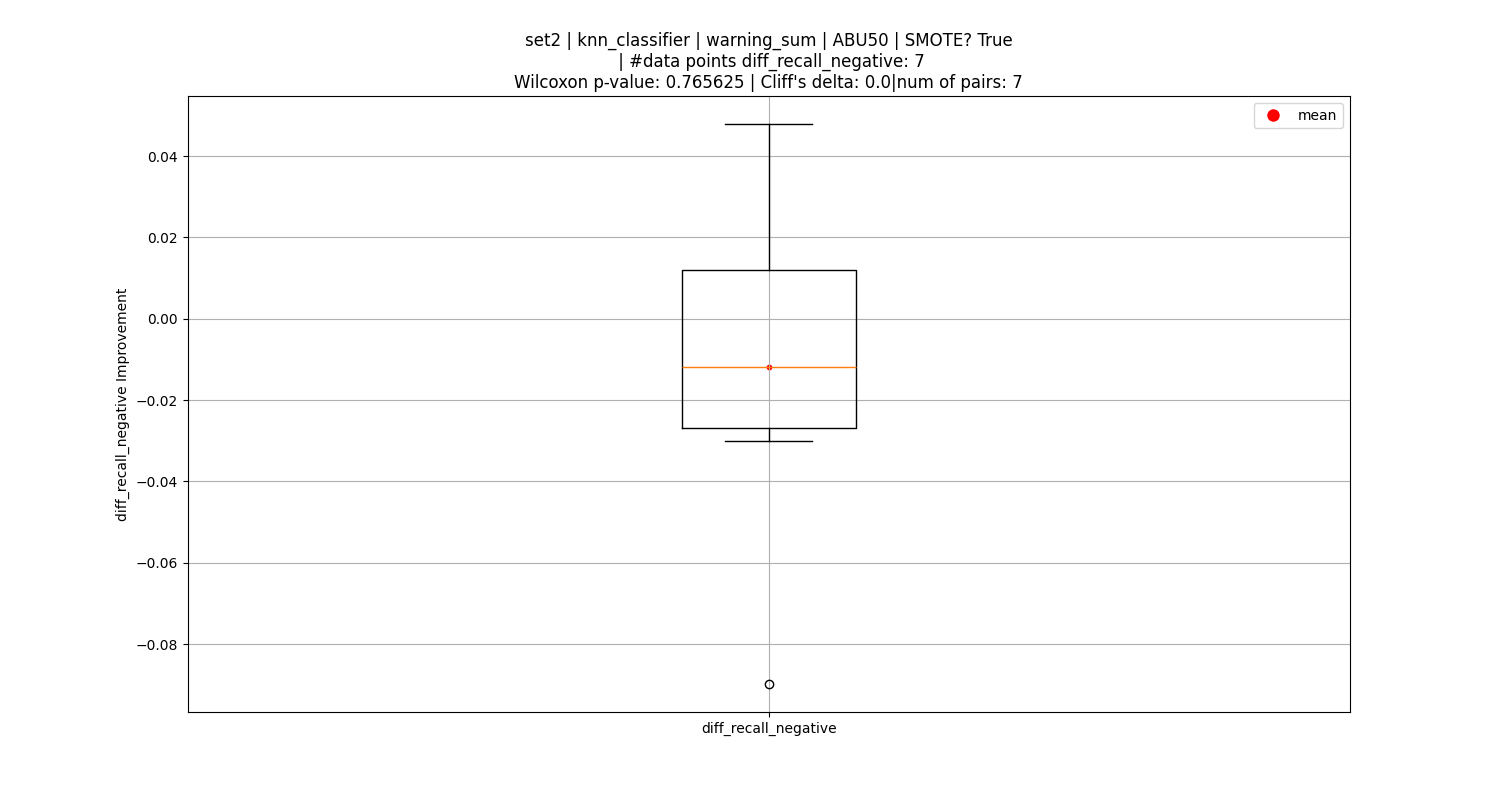 set2 | knn_classifier | warning_sum | ABU50 | SMOTE? True
| #data points diff_recall_negative: 7
Wilcoxon p-value: 0.765625 | Cliff's delta: 0.0|num of pairs: 7
mean
0.04
0.02
0.00
−0.02
−0.04
−0.06
−0.08
diff_recall_negative Improvement
diff_recall_negative